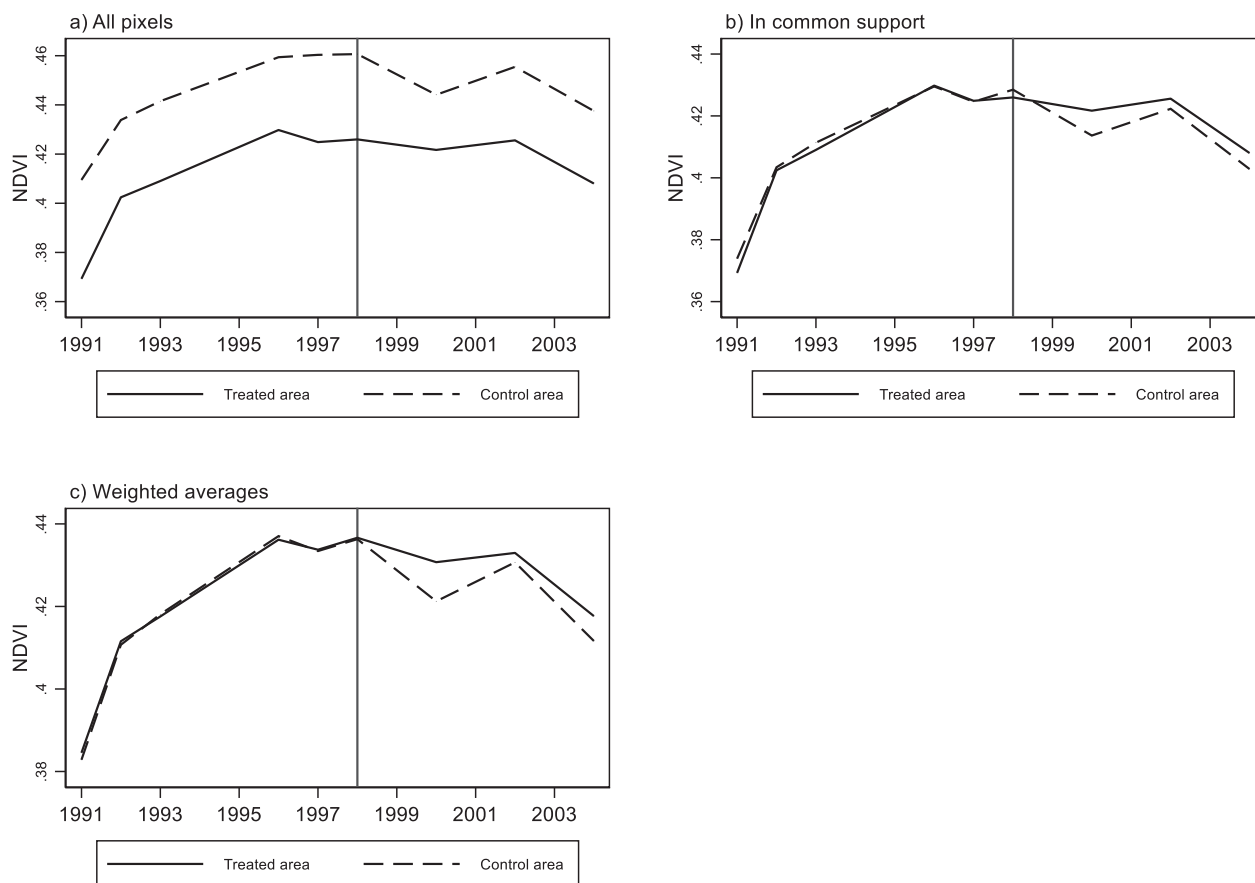 a) All pixels
NDVI
.46
.44
.42
.4
.38
.36
1991 1993 1995 1997 1999 2001 2003
Treated area Control area
b) In common support
NDVI
.44
.42
.4
.38
.36
1991 1993 1995 1997 1999 2001 2003
Treated area Control area
c) Weighted averages
NDVI
.44
.42
.4
.38
1991 1993 1995 1997 1999 2001 2003
Treated area Control area